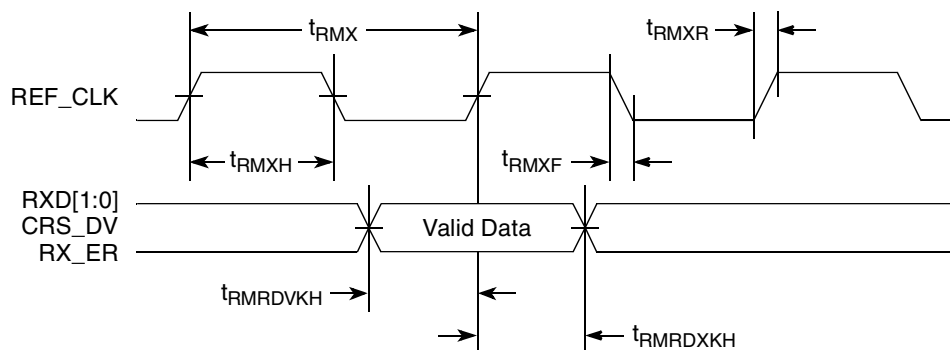 tRMX
tRMXR
REF_CLK
tRMXH
tRMXF
RXD[1:0]
CRS_DV
Valid Data
RX_ER
tRMRDVKH
tRMRDXKH